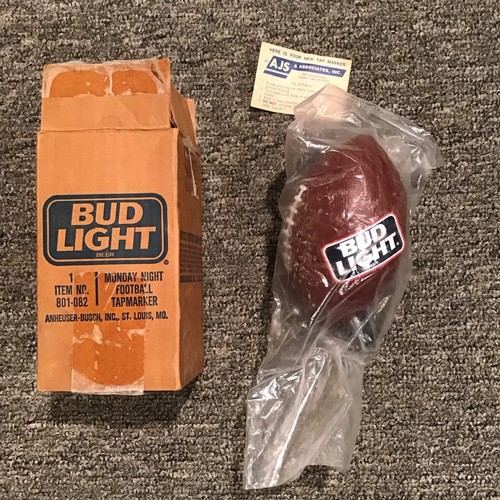 HERE IS YOUR NEW TAP MARKER
AJS
& ASSOCIATES, INC.
BUD
LIGHT
BEER
1
ITEM NO.
801-082
MONDAY NIGHT
FOOTBALL
TAPMARKER
ANHEUSER-BUSCH, INC., ST. LOUIS, MO.
BUD
LIGHT